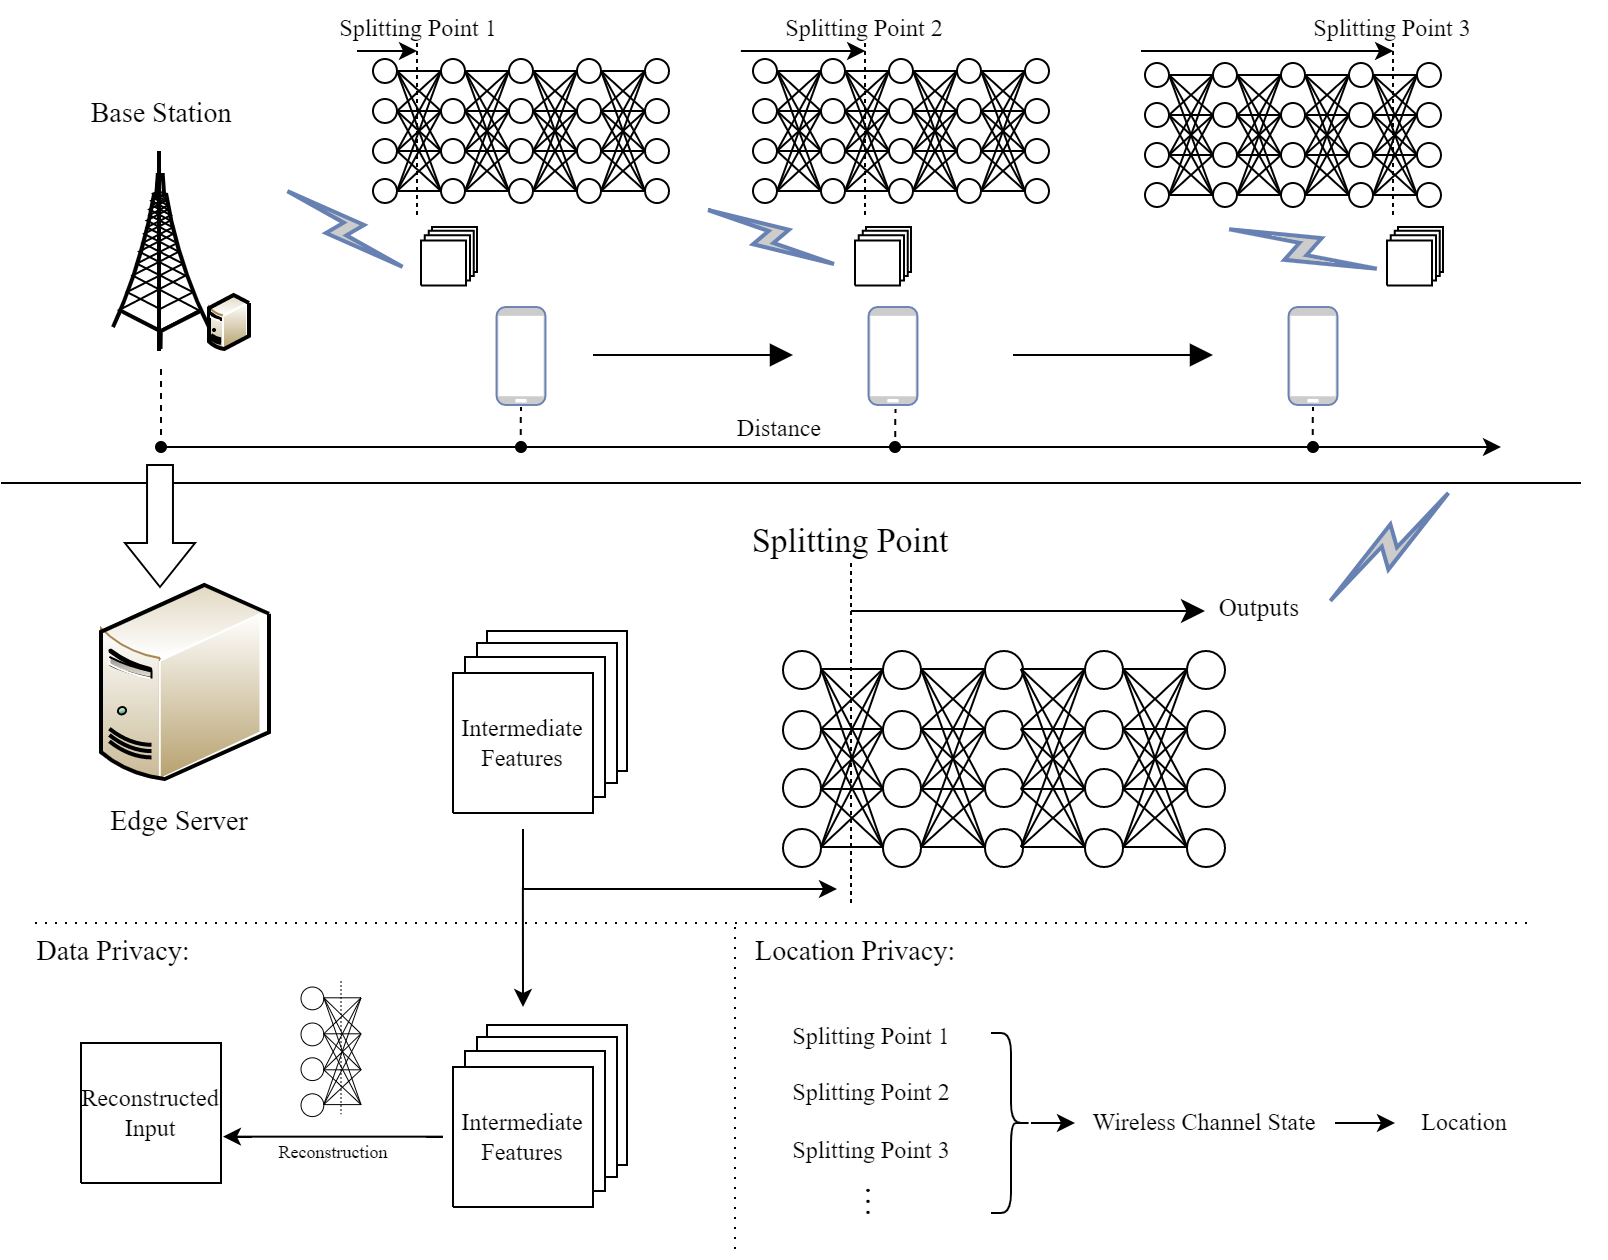 Splitting Point 1
Splitting Point 2
Splitting Point 3
Base Station
Distance
Splitting Point
Outputs
Intermediate
Features
Edge Server
Data Privacy:
Location Privacy:
Reconstructed
Input
Reconstruction
Intermediate
Features
Splitting Point 1
Splitting Point 2
Splitting Point 3
⋮
Wireless Channel State
Location